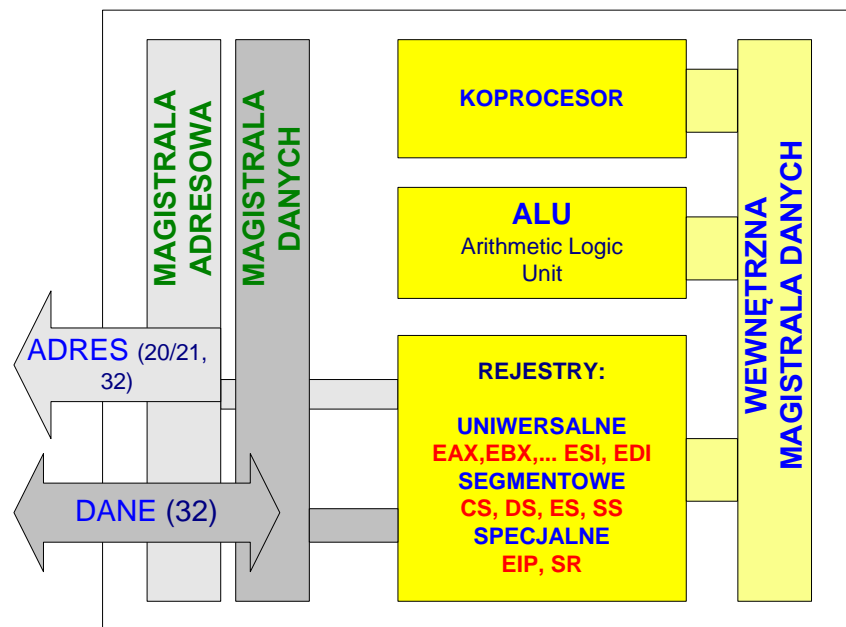 MAGISTRALA
ADRESOWA
MAGISTRALA
DANYCH
KOPROCESOR
ALU
Arithmetic Logic
Unit
WEWNĘTRZNA
MAGISTRALA DANYCH
ADRES (20/21,
32)
DANE (32)
REJESTRY:
UNIWERSALNE
EAX,EBX,... ESI, EDI
SEGMENTOWE
CS, DS, ES, SS
SPECJALNE
EIP, SR